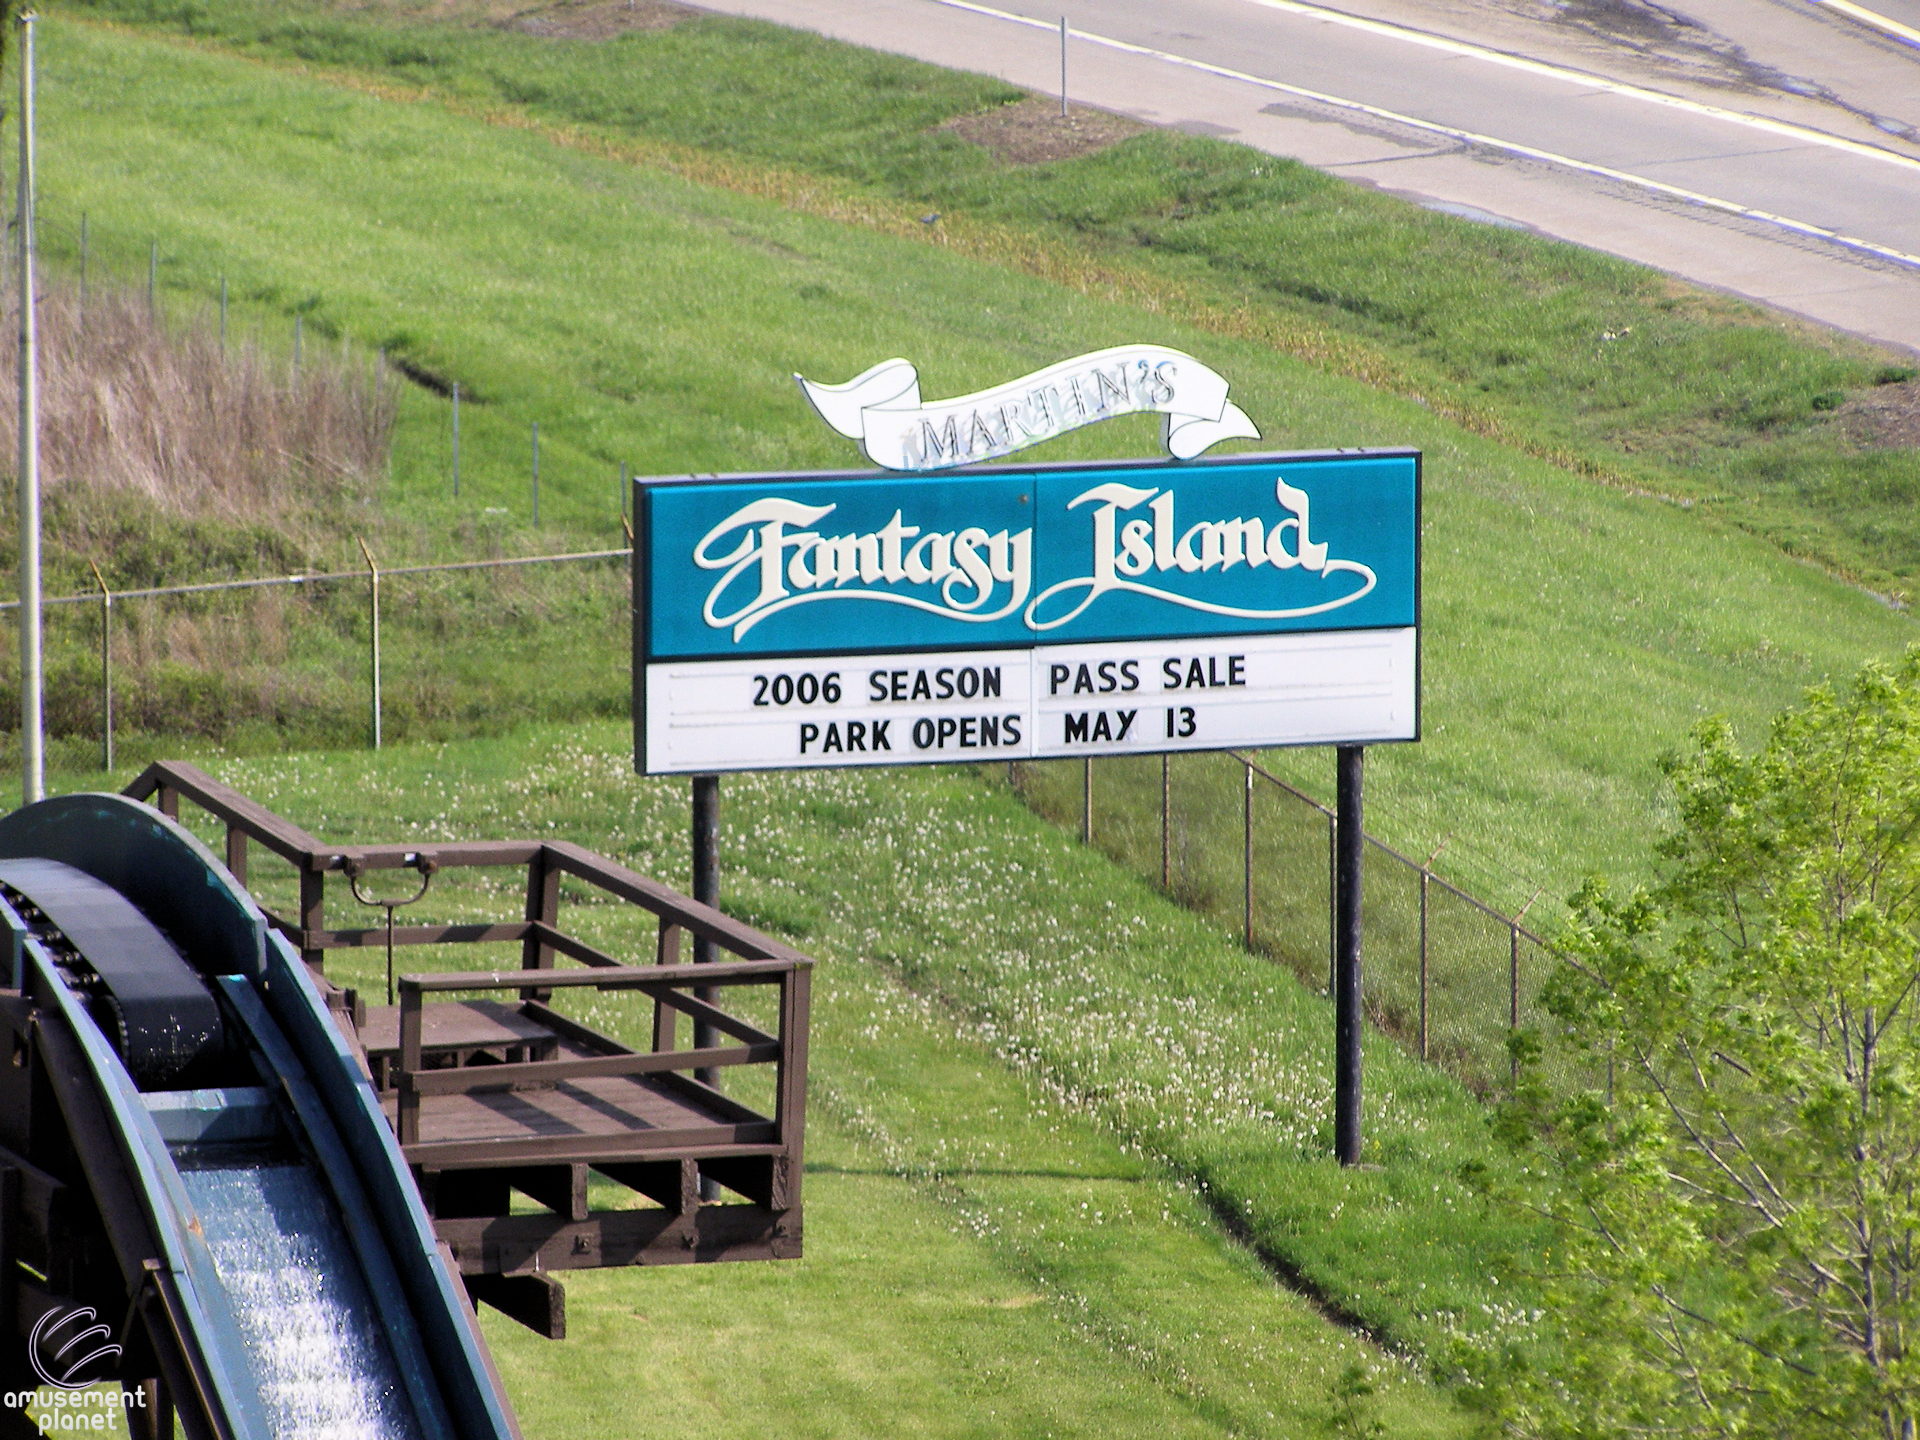 MARTIN'S
Fantasy Island
2006 SEASON PASS SALE
PARK OPENS MAY 13
amusement
planet